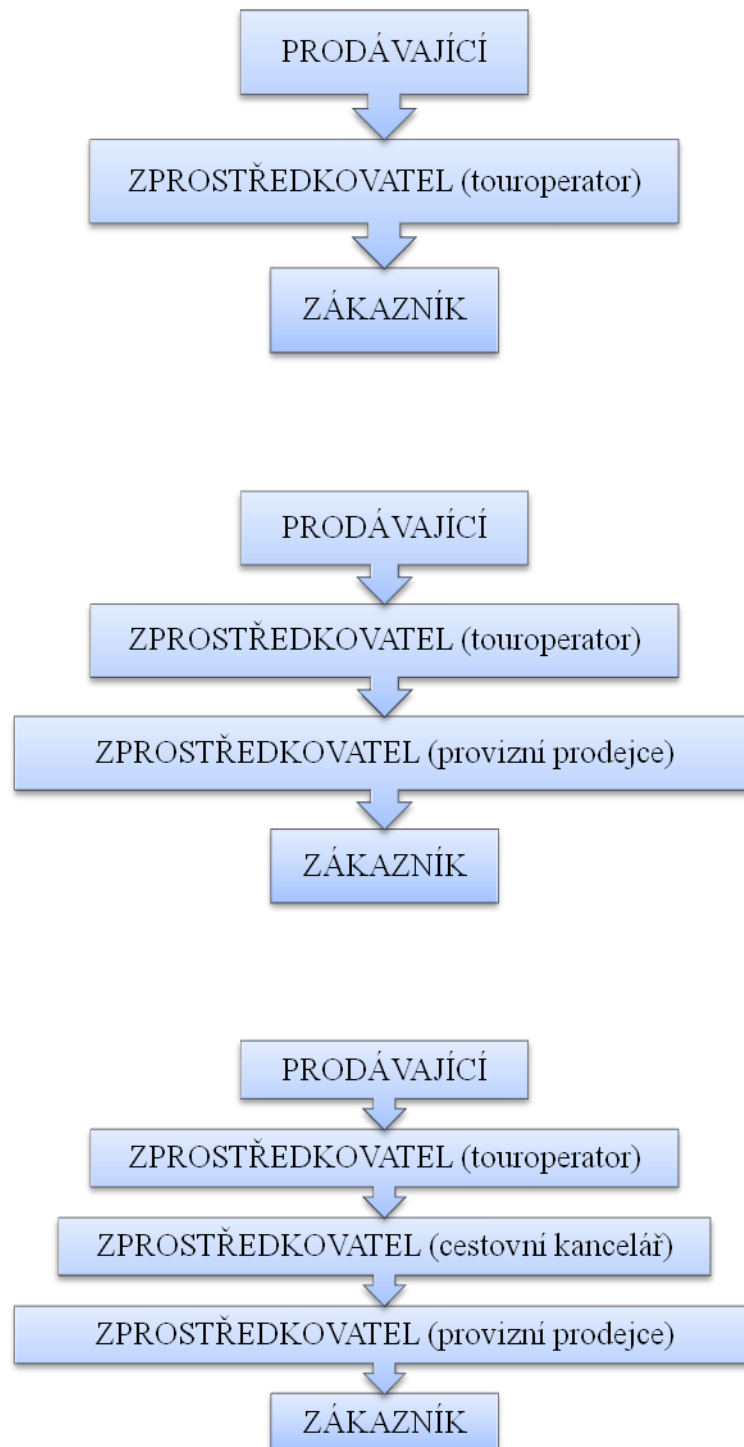 PRODÁVAJÍCÍ
ZPROSTŘEDKOVATEL (touroperator)
ZÁKAZNÍK
PRODÁVAJÍCÍ
ZPROSTŘEDKOVATEL (touroperator)
ZPROSTŘEDKOVATEL (provizní prodejce)
ZÁKAZNÍK
PRODÁVAJÍCÍ
ZPROSTŘEDKOVATEL (touroperator)
ZPROSTŘEDKOVATEL (cestovní kancelář)
ZPROSTŘEDKOVATEL (provizní prodejce)
ZÁKAZNÍK